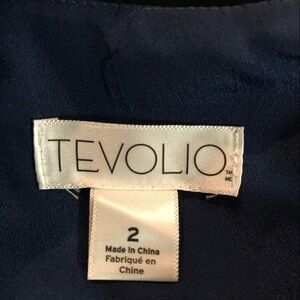 TEVOLIO
TM
MC
2
Made in China
Fabriqué en
Chine